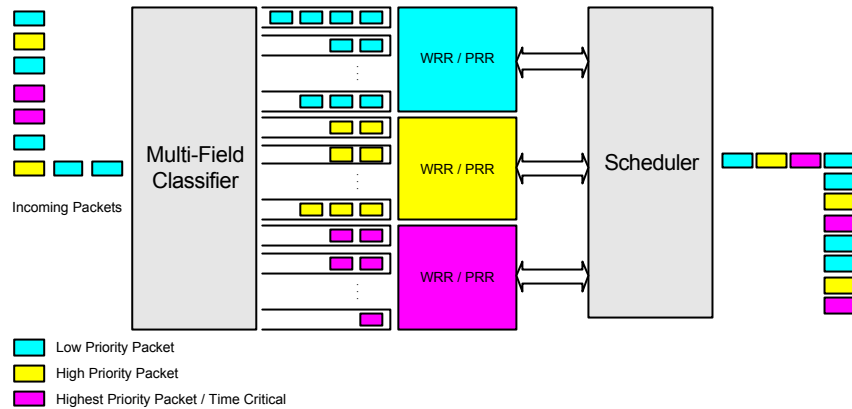 WRR / PRR
Multi-Field
Classifier
WRR / PRR
Scheduler
Incoming Packets
WRR / PRR
Low Priority Packet
High Priority Packet
Highest Priority Packet / Time Critical